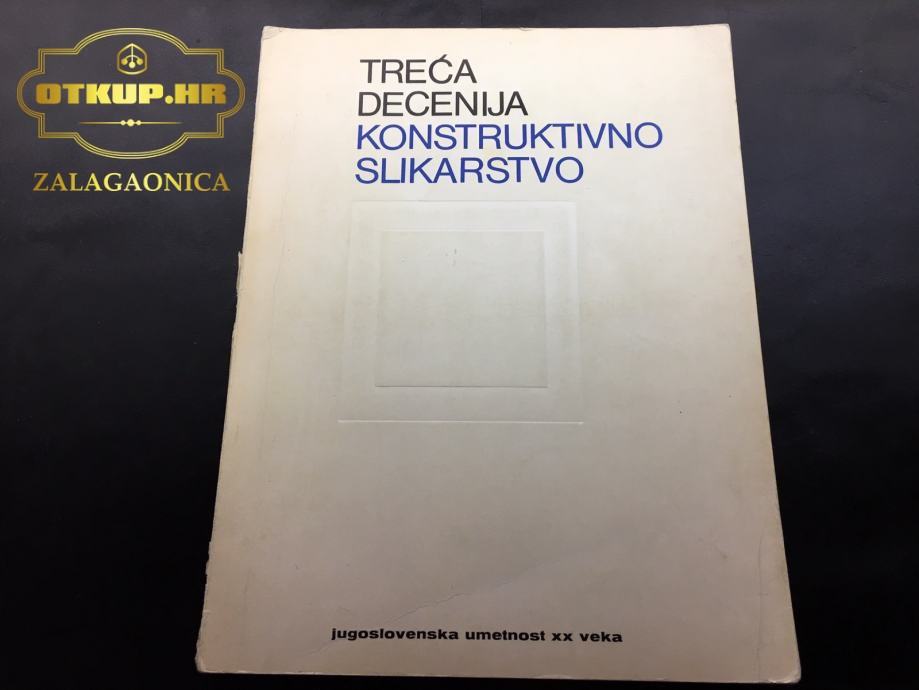 OTKUP.HR
ZALAGAONICA
TREĆA
DECENIJA
KONSTRUKTIVNO
SLIKARSTVO
jugoslovenska umetnost xx veka